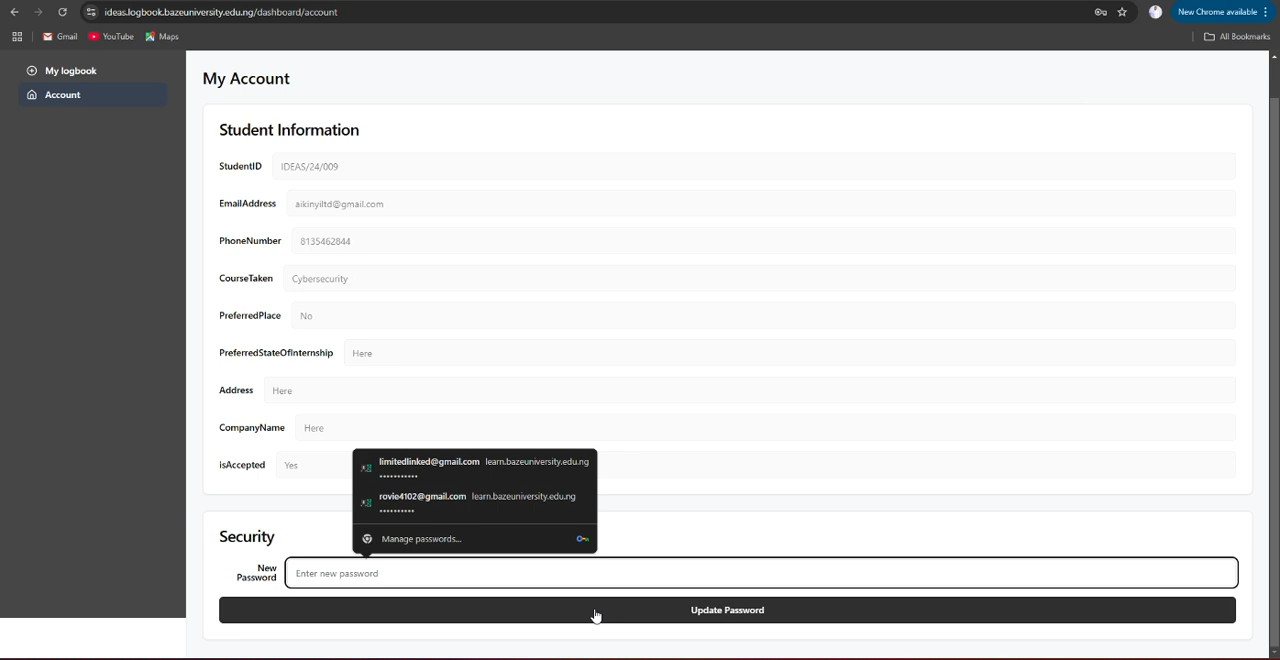 ideas.logbook.bazeuniversity.edu.ng/dashboard/account
New Chrome available
Gmail
YouTube
Maps
All Bookmarks
My logbook
Account
My Account
Student Information
StudentID IDEAS/24/009
EmailAddress aikinyiltd@gmail.com
PhoneNumber 8135462844
CourseTaken Cybersecurity
PreferredPlace No
PreferredStateOfInternship Here
Address Here
CompanyName Here
isAccepted Yes
limitedlinked@gmail.com learn.bazeuniversity.edu.ng
•••••••••••
rovie4102@gmail.com learn.bazeuniversity.edu.ng
••••••••••
Manage passwords...
Security
New
Password
Enter new password
Update Password